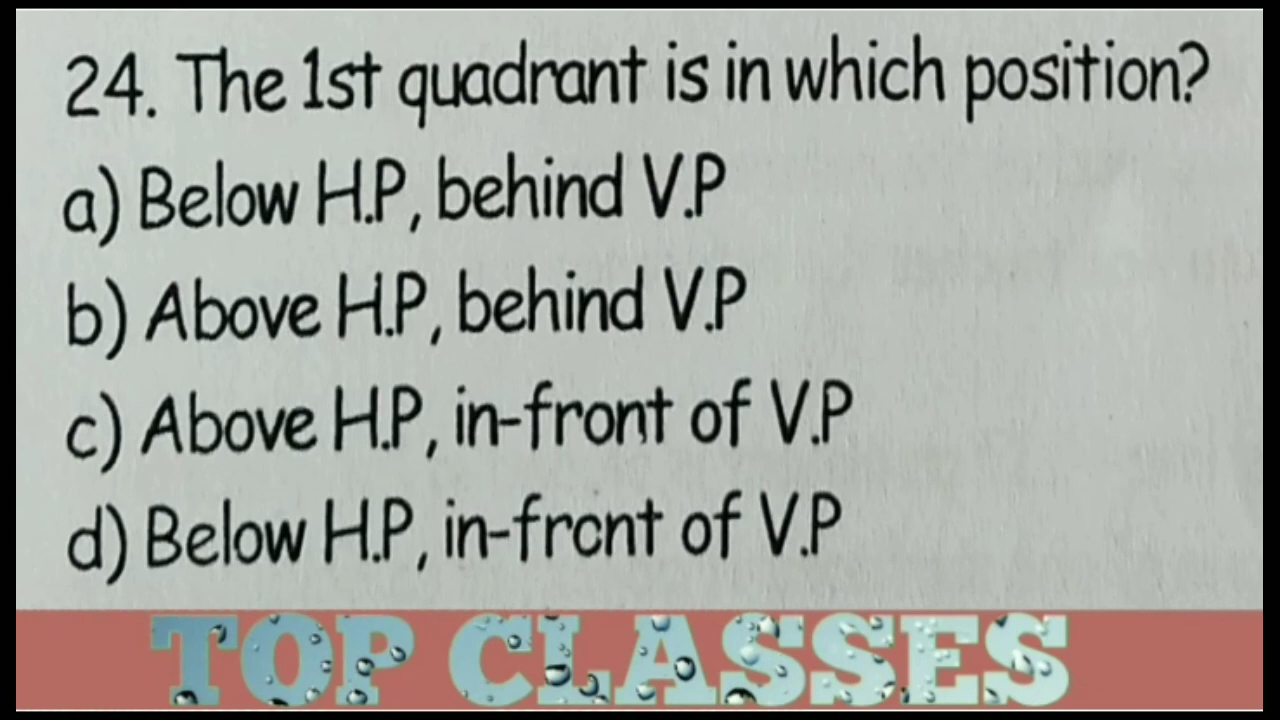 24. The 1st quadrant is in which position?
a) Below H.P, behind V.P
b) Above H.P, behind V.P
c) Above H.P, in-front of V.P
d) Below H.P, in-front of V.P
TOP CLASSES